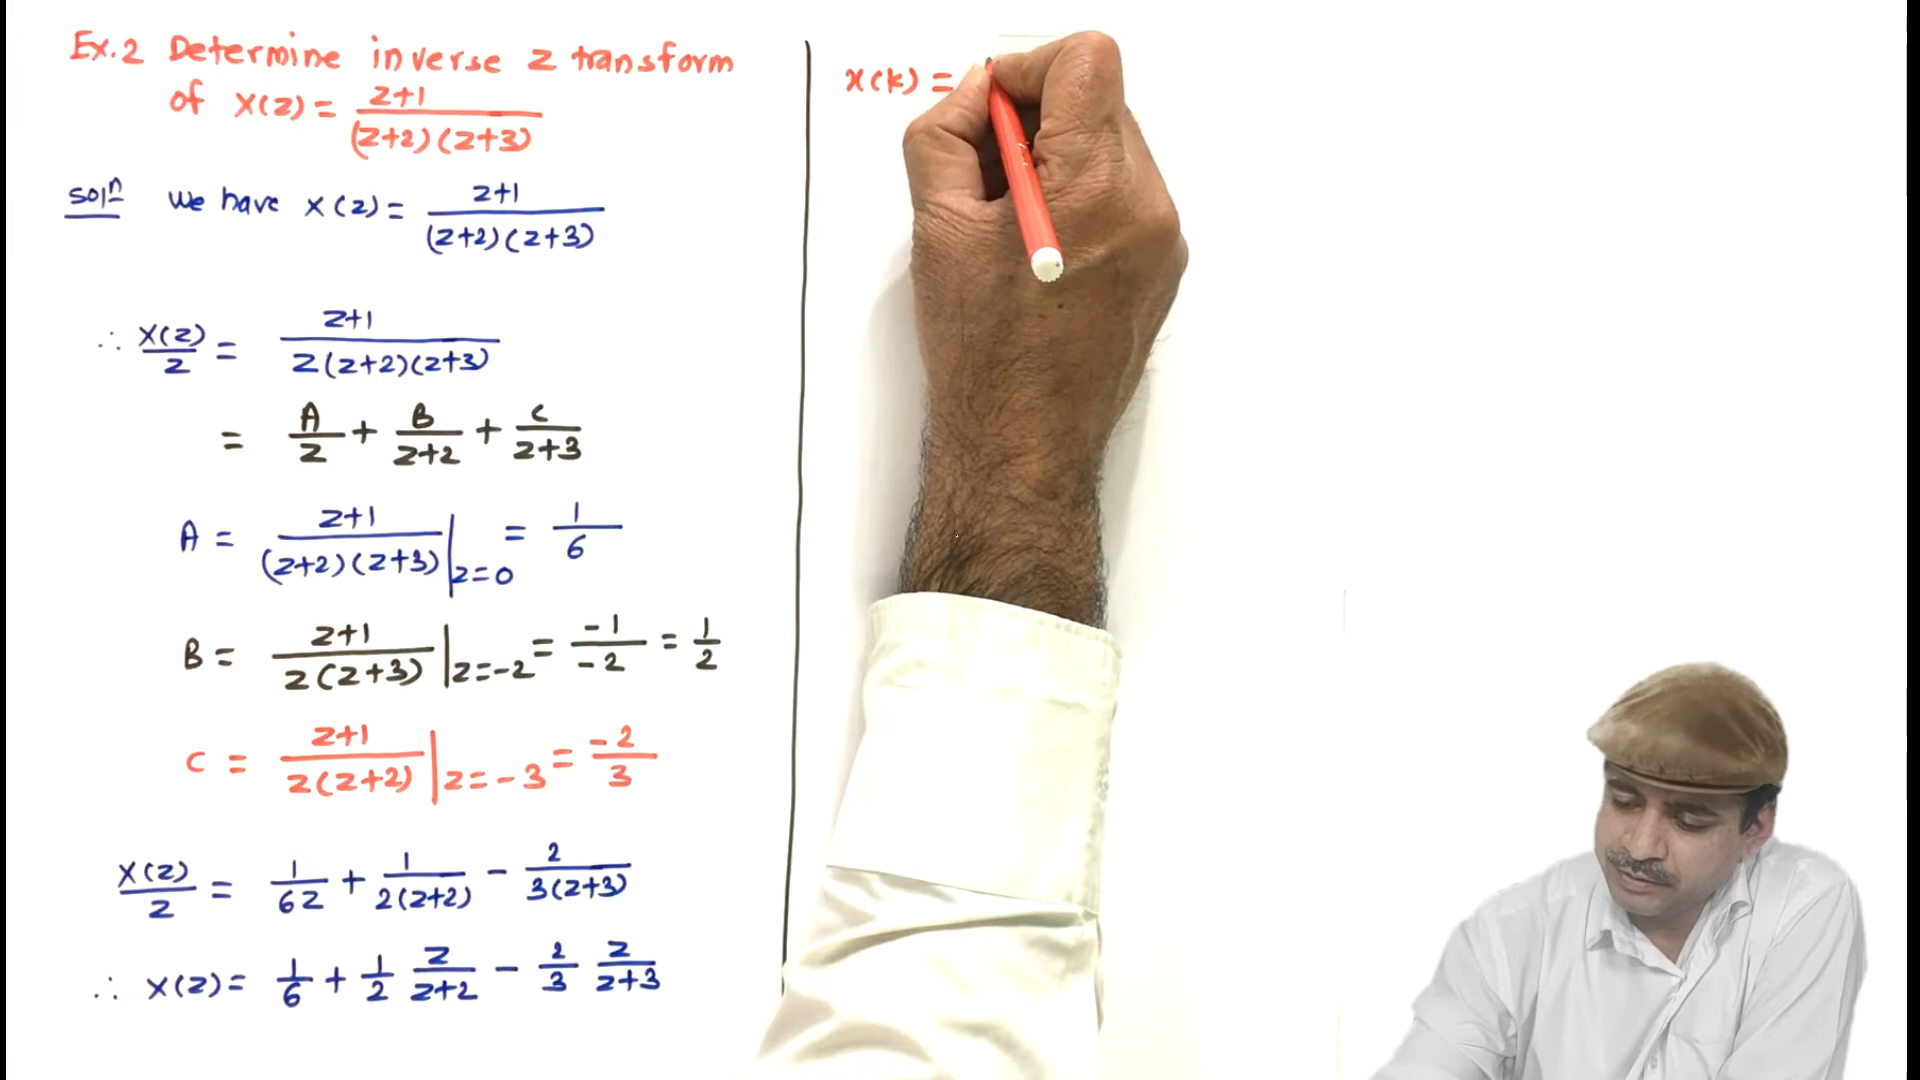 Ex.2 Determine inverse z transform
of X(z) = z+1 / (z+2)(z+3)
solⁿ we have X(z) = z+1 / (z+2)(z+3)
∴ X(z)/z = z+1 / z(z+2)(z+3)
= A/z + B/z+2 + C/z+3
A = z+1 / (z+2)(z+3) | z=0 = 1/6
B = z+1 / z(z+3) | z=-2 = -1/-2 = 1/2
C = z+1 / z(z+2) | z=-3 = -2/3
X(z)/z = 1/6z + 1/2(z+2) - 2/3(z+3)
∴ X(z) = 1/6 + 1/2 z/z+2 - 2/3 z/z+3
x(k) =